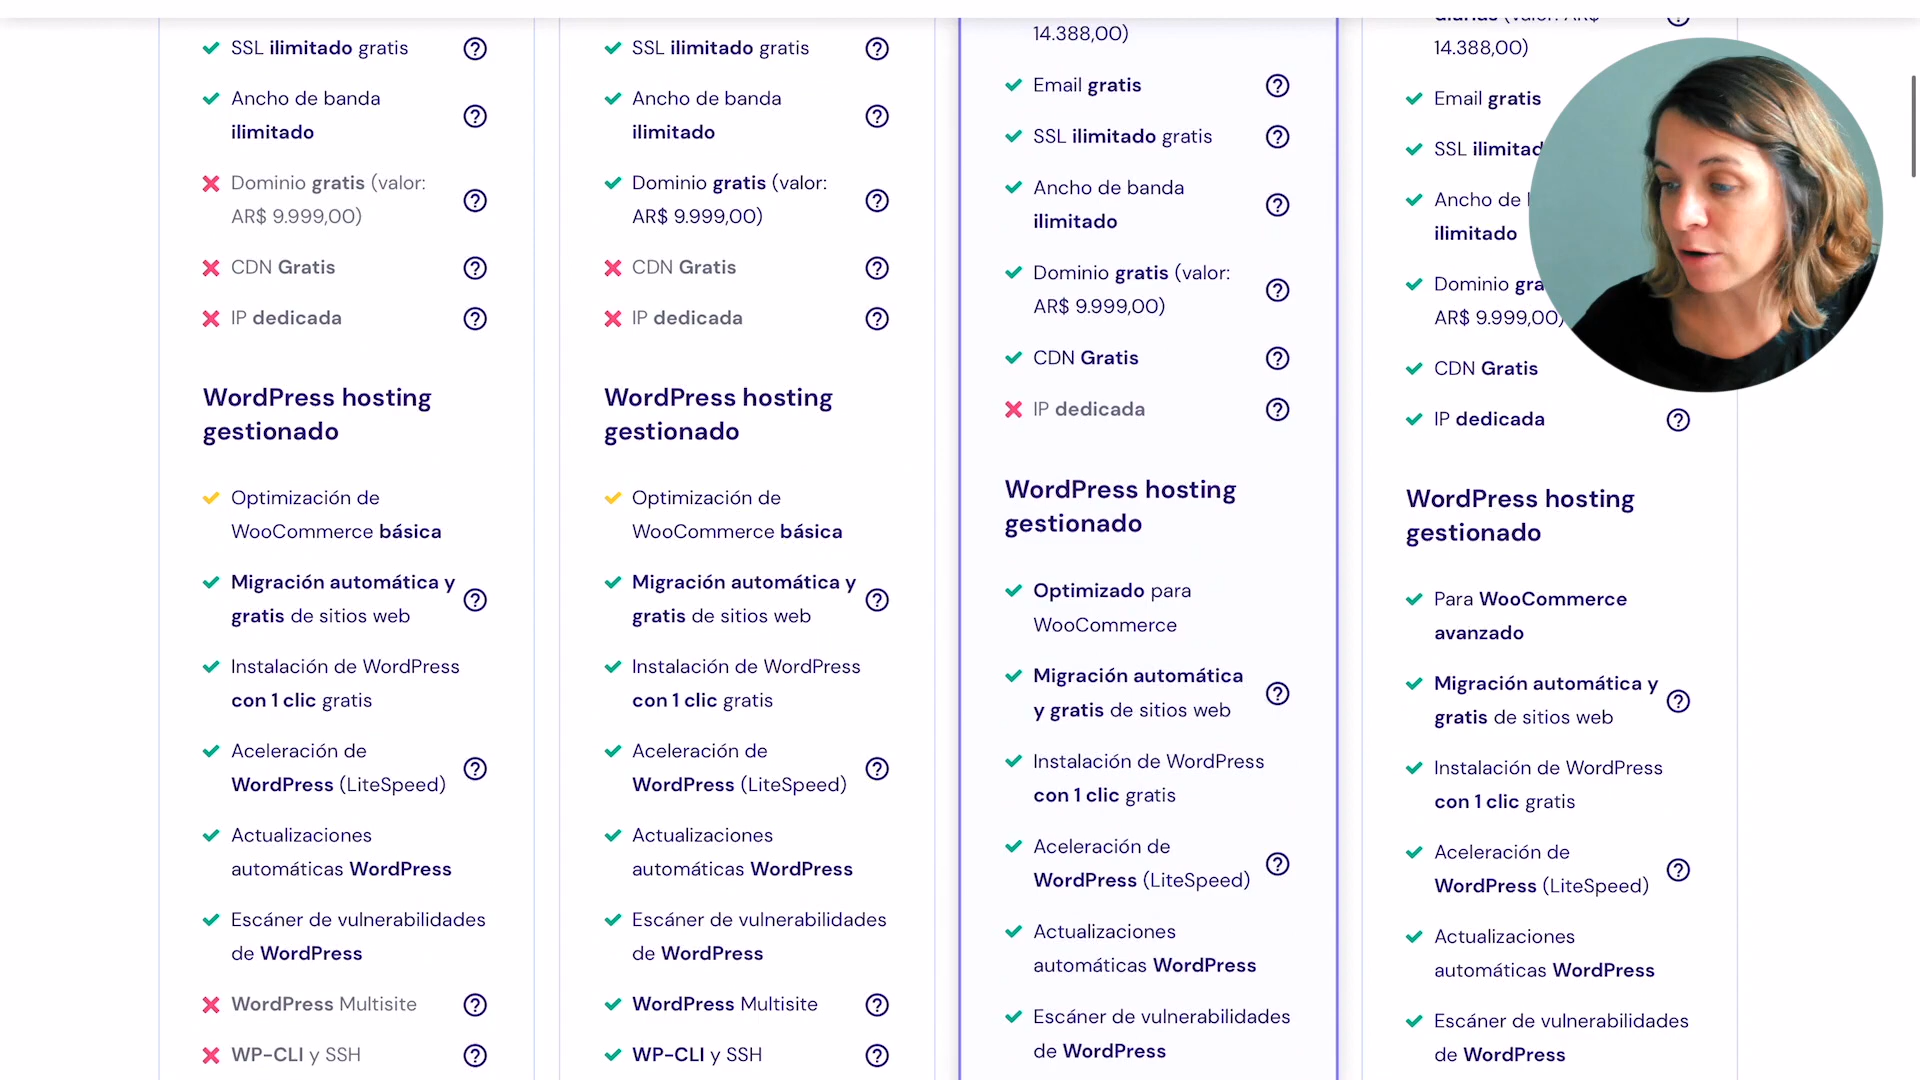 SSL ilimitado gratis
Ancho de banda
ilimitado
Dominio gratis (valor:
AR$ 9.999,00)
CDN Gratis
IP dedicada
WordPress hosting
gestionado
Optimización de
WooCommerce básica
Migración automática y
gratis de sitios web
Instalación de WordPress
con 1 clic gratis
Aceleración de
WordPress (LiteSpeed)
Actualizaciones
automáticas WordPress
Escáner de vulnerabilidades
de WordPress
WordPress Multisite
WP-CLI y SSH
SSL ilimitado gratis
Ancho de banda
ilimitado
Dominio gratis (valor:
AR$ 9.999,00)
CDN Gratis
IP dedicada
WordPress hosting
gestionado
Optimización de
WooCommerce básica
Migración automática y
gratis de sitios web
Instalación de WordPress
con 1 clic gratis
Aceleración de
WordPress (LiteSpeed)
Actualizaciones
automáticas WordPress
Escáner de vulnerabilidades
de WordPress
WordPress Multisite
WP-CLI y SSH
14.388,00)
Email gratis
SSL ilimitado gratis
Ancho de banda
ilimitado
Dominio gratis (valor:
AR$ 9.999,00)
CDN Gratis
IP dedicada
WordPress hosting
gestionado
Optimizado para
WooCommerce
Migración automática
y gratis de sitios web
Instalación de WordPress
con 1 clic gratis
Aceleración de
WordPress (LiteSpeed)
Actualizaciones
automáticas WordPress
Escáner de vulnerabilidades
de WordPress
diarias (valor: AR$
14.388,00)
Email gratis
SSL ilimitad
Ancho de
ilimitado
Dominio gra
AR$ 9.999,00)
CDN Gratis
IP dedicada
WordPress hosting
gestionado
Para WooCommerce
avanzado
Migración automática y
gratis de sitios web
Instalación de WordPress
con 1 clic gratis
Aceleración de
WordPress (LiteSpeed)
Actualizaciones
automáticas WordPress
Escáner de vulnerabilidades
de WordPress